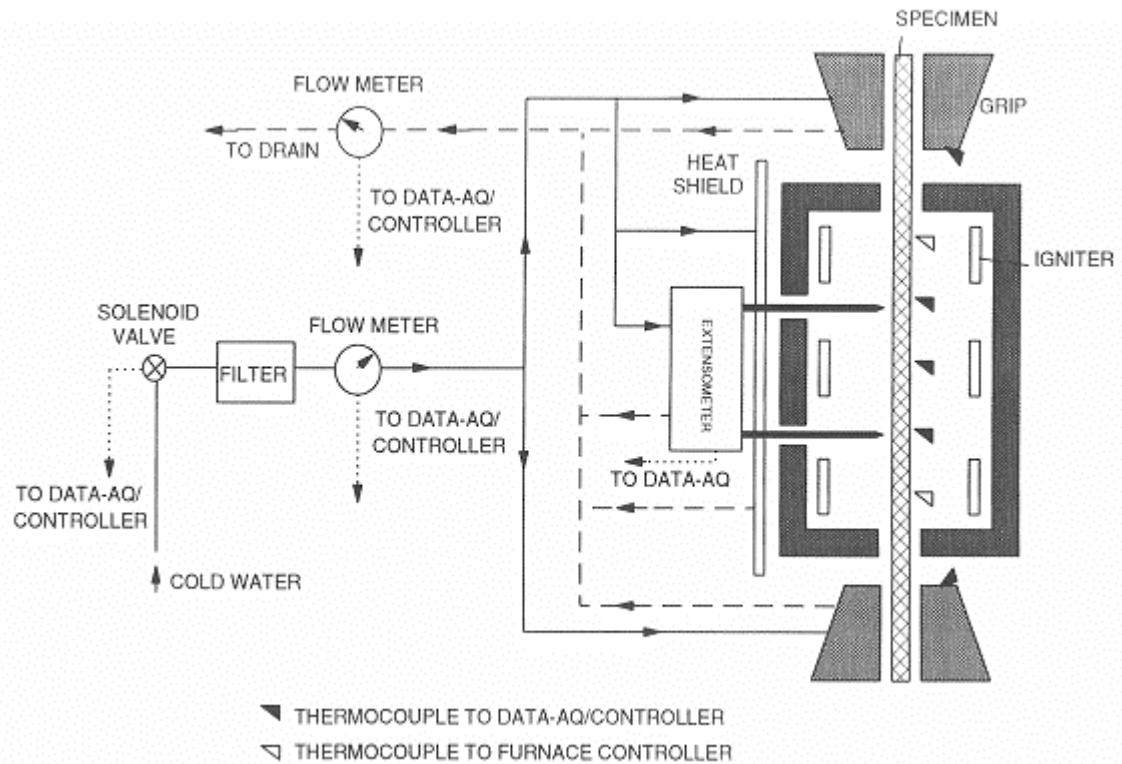 SPECIMEN
FLOW METER
GRIP
TO DRAIN
HEAT
SHIELD
TO DATA-AQ/
CONTROLLER
IGNITER
SOLENOID
VALVE
FLOW METER
EXTENSOMETER
FILTER
TO DATA-AQ/
CONTROLLER
TO DATA-AQ
TO DATA-AQ/
CONTROLLER
COLD WATER
THERMOCOUPLE TO DATA-AQ/CONTROLLER
THERMOCOUPLE TO FURNACE CONTROLLER